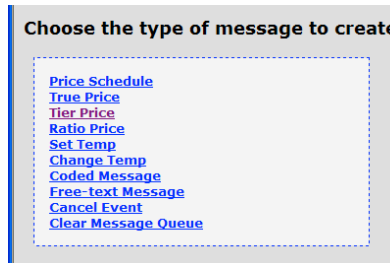 Choose the type of message to create
Price Schedule
True Price
Tier Price
Ratio Price
Set Temp
Change Temp
Coded Message
Free-text Message
Cancel Event
Clear Message Queue